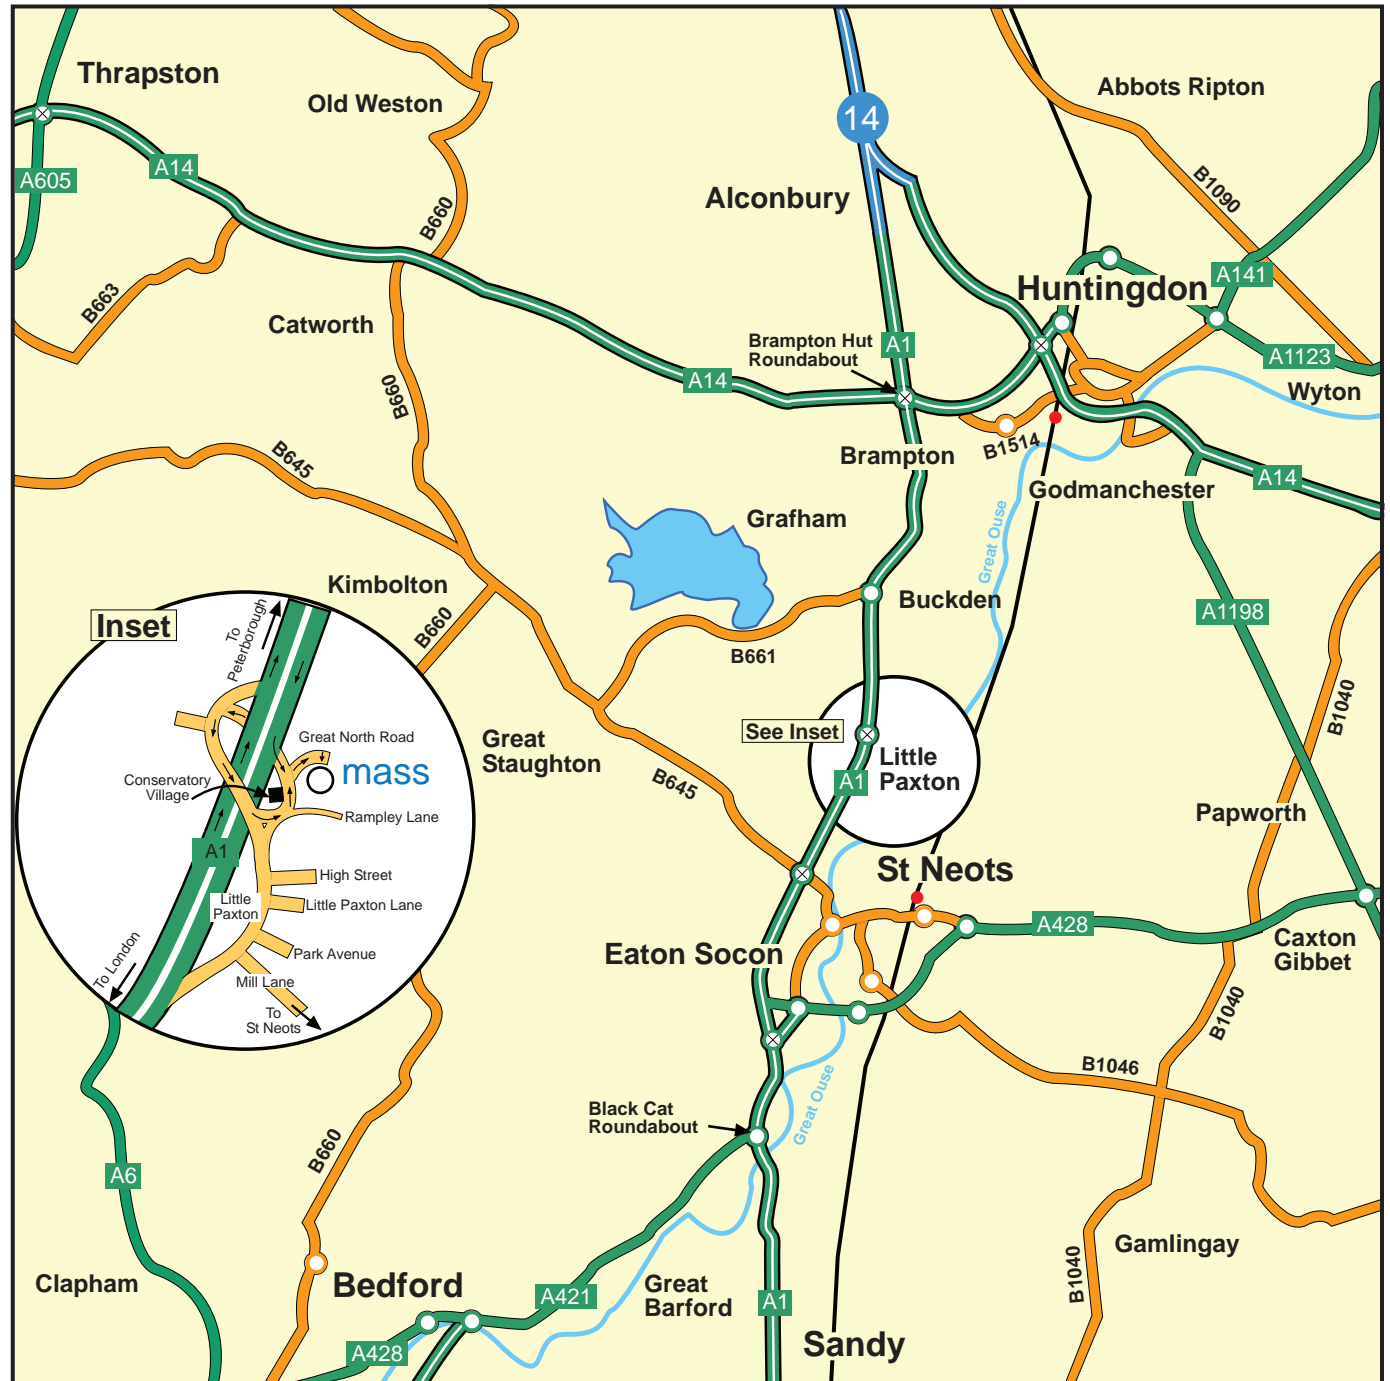 Thrapston
Old Weston
14
Abbots Ripton
A605
A14
B660
Alconbury
B1090
A141
B663
Catworth
Huntingdon
Brampton Hut
Roundabout
A1
A1123
Wyton
A14
B660
B645
B1514
Brampton
A14
Godmanchester
Grafham
Great Ouse
Kimbolton
Buckden
A1198
B660
B661
B1040
Inset
To
Peterborough
Great North Road
mass
Conservatory
Village
Rampley Lane
A1
High Street
Little
Paxton
Little Paxton Lane
Park Avenue
To London
Mill Lane
To
St Neots
Great
Staughton
See Inset
Little
Paxton
A1
B645
Papworth
St Neots
Eaton Socon
A428
Caxton
Gibbet
B1040
B1046
Great Ouse
Black Cat
Roundabout
B660
A6
Gamlingay
B1040
Clapham
Bedford
A421
Great
Barford
A1
A428
Sandy